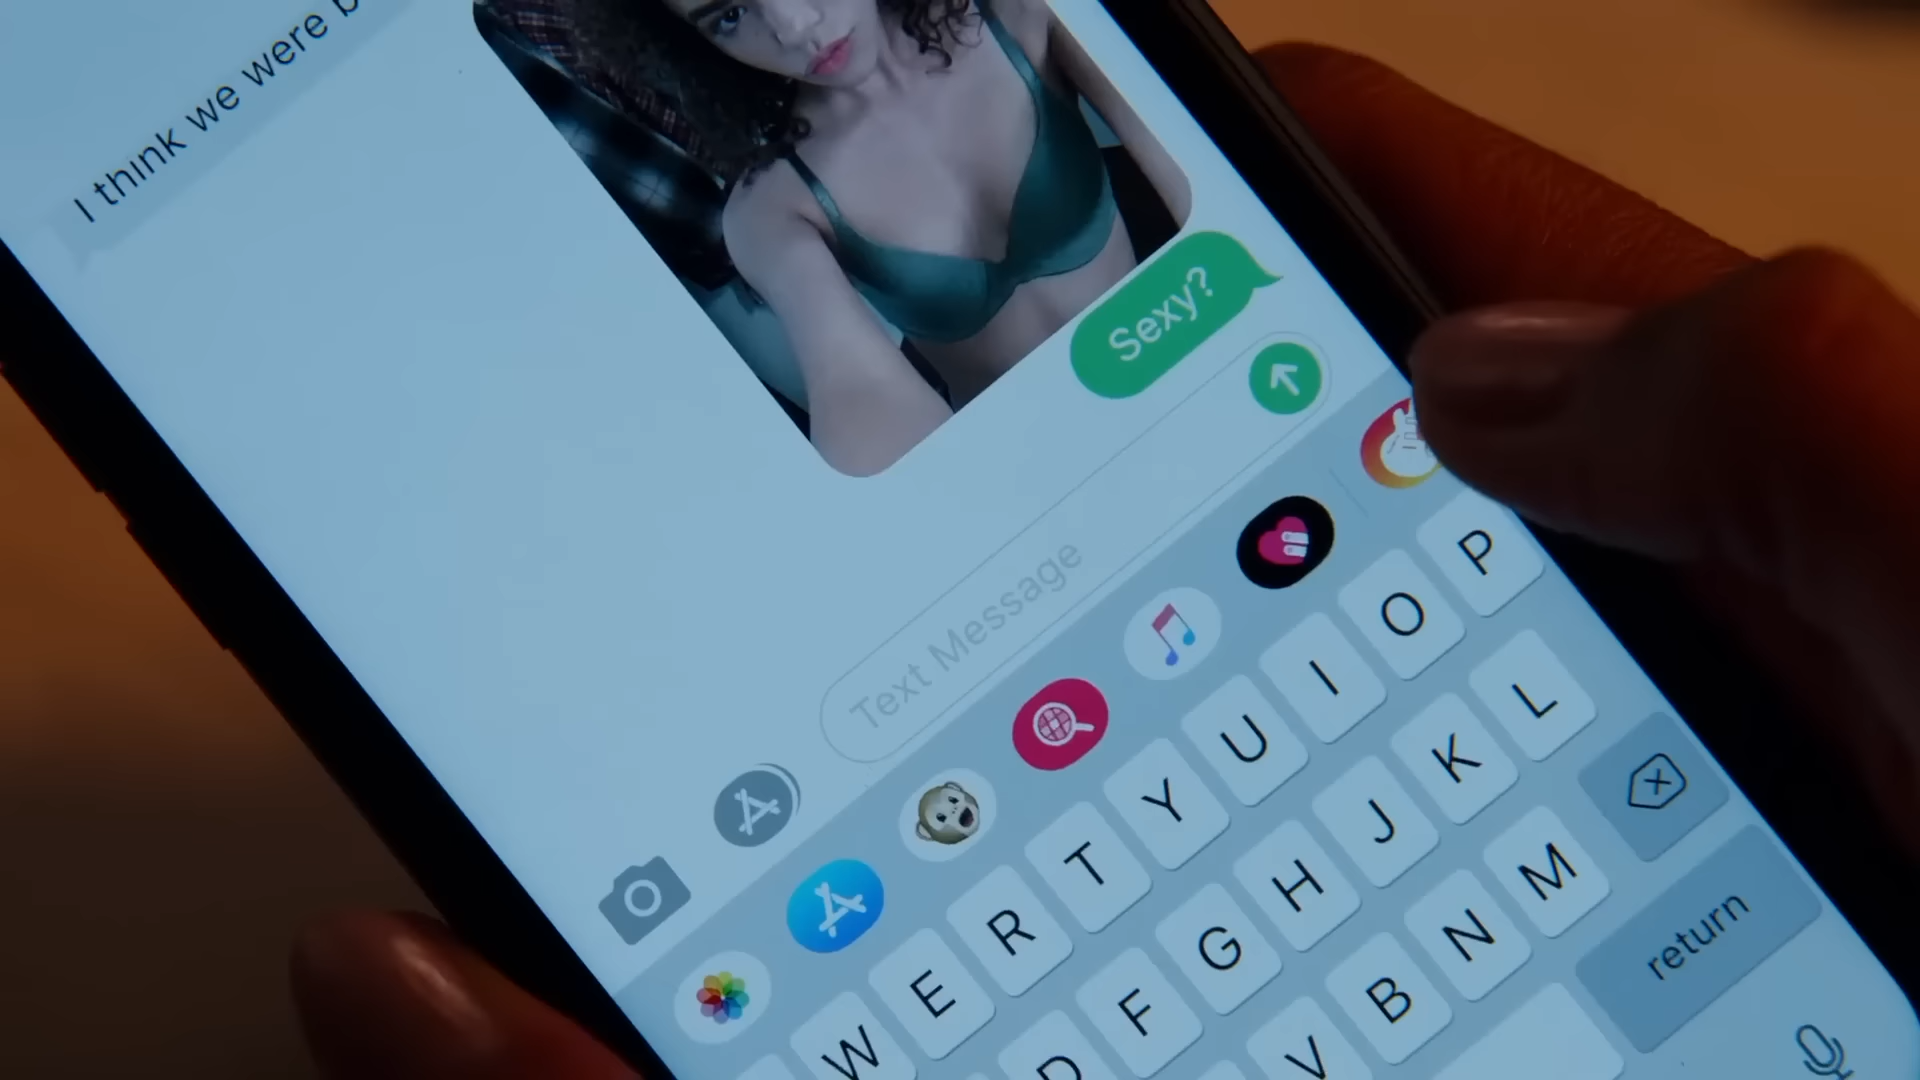 I think we were b
Sexy?
Text Message
W E R T Y U I O P
D F G H J K L
V B N M
return